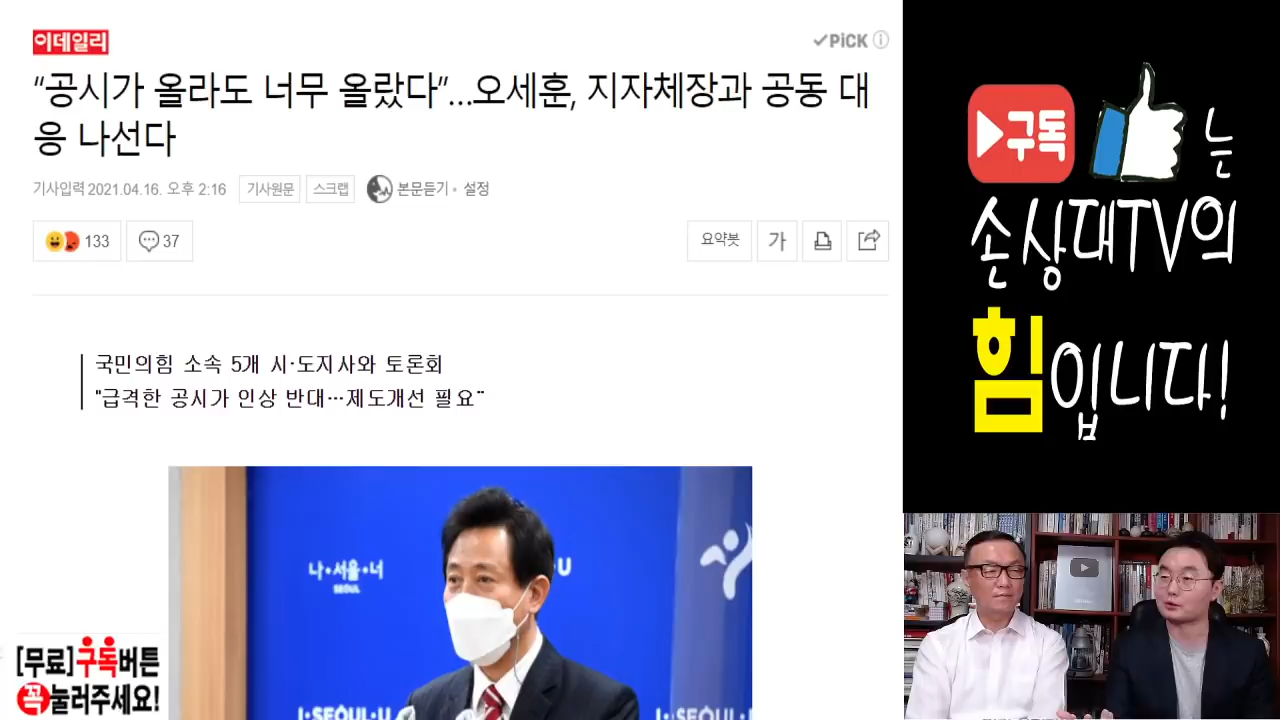 이데일리
PiCK
“공시가 올라도 너무 올랐다”…오세훈, 지자체장과 공동 대
응 나선다
기사입력 2021.04.16. 오후 2:16 기사원문 스크랩 본문듣기 · 설정
133 37 요약봇 가
국민의힘 소속 5개 시·도지사와 토론회
"급격한 공시가 인상 반대…제도개선 필요"
나·서울·너
SEOUL
U
I·SEOUL·U
I·SEOUL
[무료]구독버튼
꼭눌러주세요!
구독 는
손상대TV의
힘입니다!